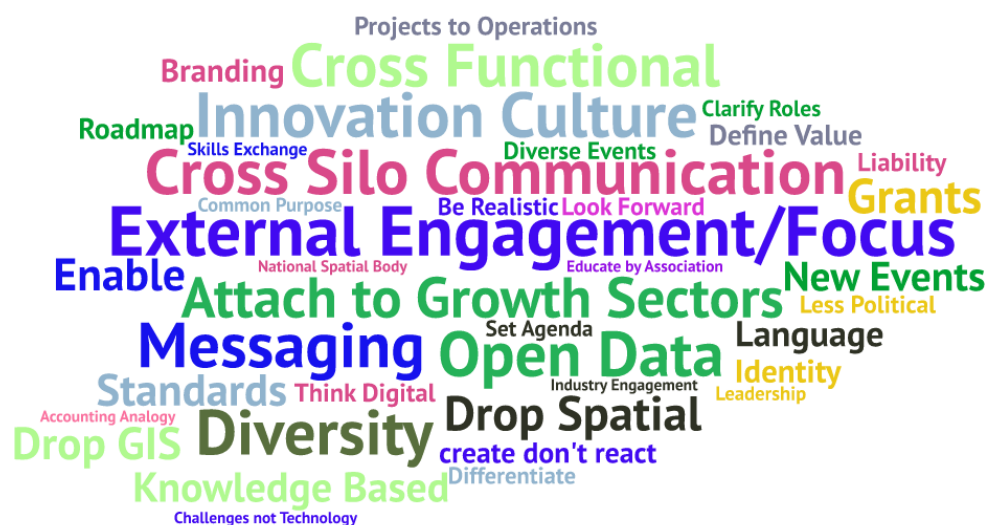 Projects to Operations
Branding Cross Functional
Innovation Culture Clarify Roles
Roadmap Define Value
Skills Exchange Diverse Events
Cross Silo Communication Liability
Grants
Common Purpose Be Realistic Look Forward
External Engagement/Focus
National Spatial Body Educate by Association
Enable New Events
Attach to Growth Sectors Less Political
Set Agenda Language
Messaging Open Data
Identity
Standards Think Digital Industry Engagement Leadership
Accounting Analogy Drop Spatial
Drop GIS Diversity
create don't react
Knowledge Based Differentiate
Challenges not Technology